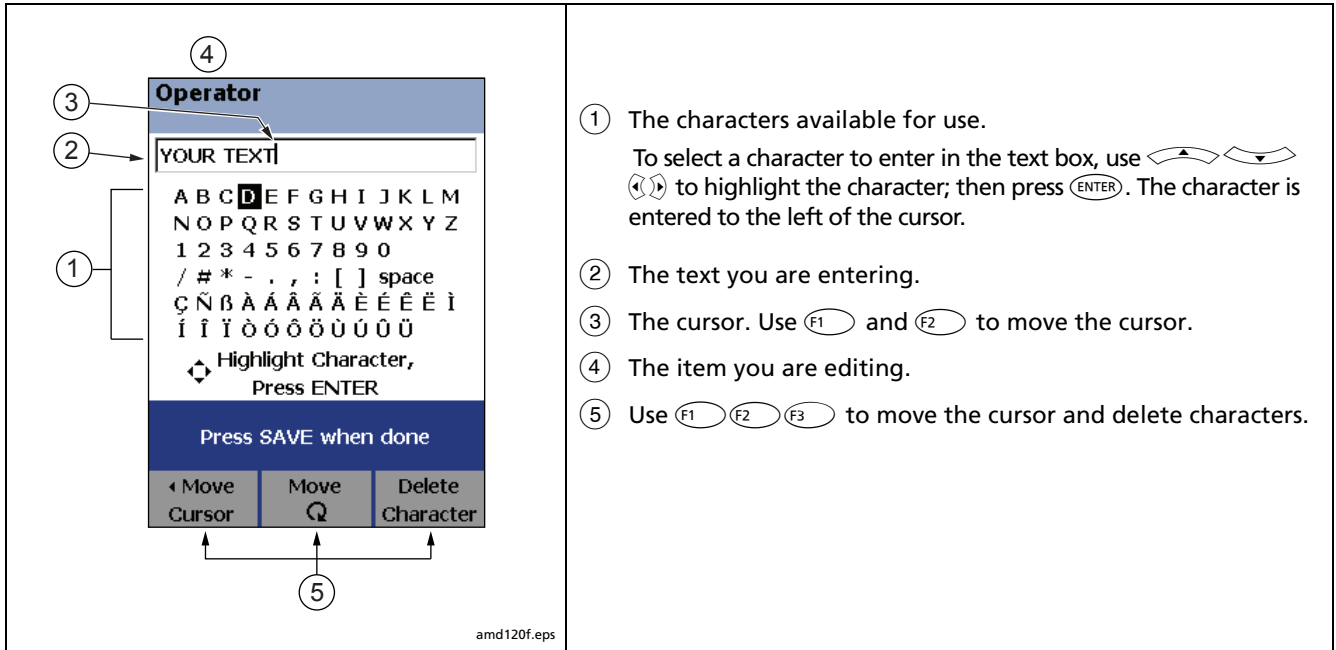 4
3
2
1
5
Operator
YOUR TEXT
A B C D E F G H I J K L M
N O P Q R S T U V W X Y Z
1 2 3 4 5 6 7 8 9 0
/ # * - . , : [ ] space
Ç Ñ ß À Á Â Ã Ä È É Ê Ë Ì
Í Î Ï Ò Ó Ô Ö Ù Ú Û Ü
Highlight Character,
Press ENTER
Press SAVE when done
Move
Cursor
Move
Delete
Character
amd120f.eps
1 The characters available for use.
To select a character to enter in the text box, use
to highlight the character; then press ENTER. The character is
entered to the left of the cursor.
2 The text you are entering.
3 The cursor. Use F1 and F2 to move the cursor.
4 The item you are editing.
5 Use F1 F2 F3 to move the cursor and delete characters.